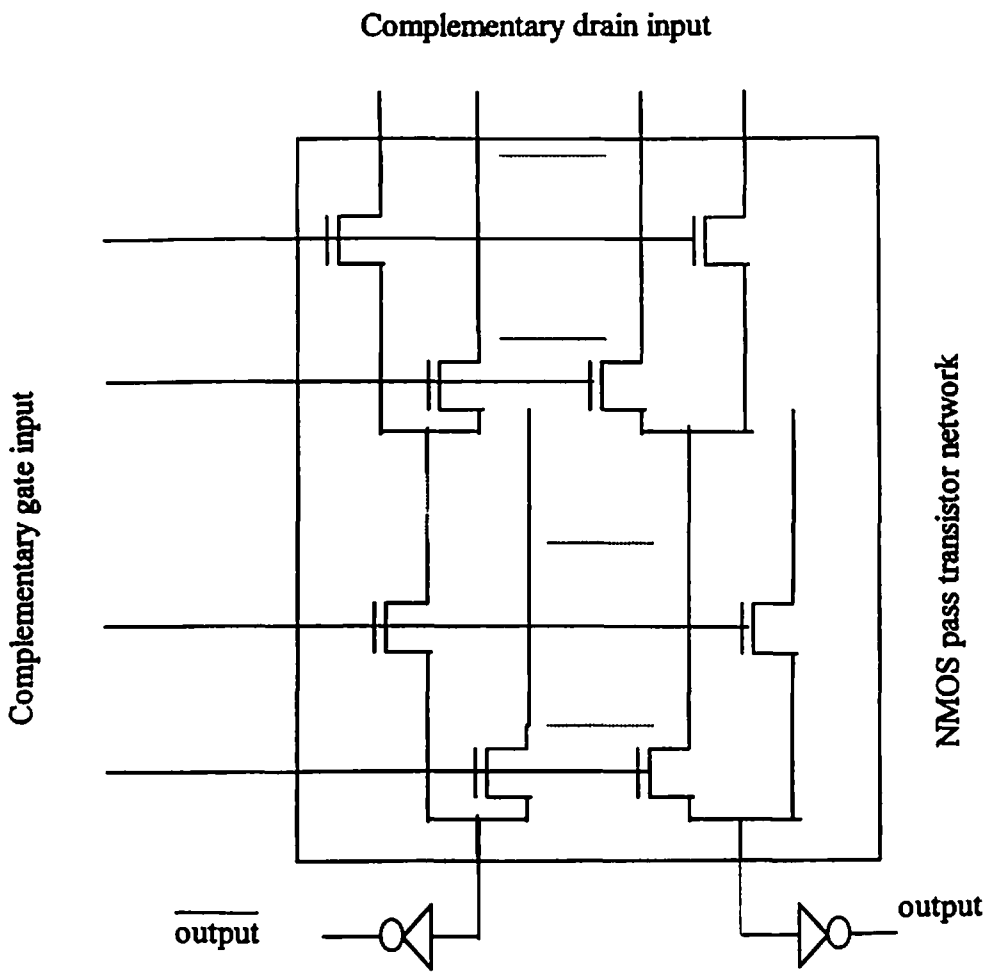 Complementary drain input
Complementary gate input
NMOS pass transistor network
output
output